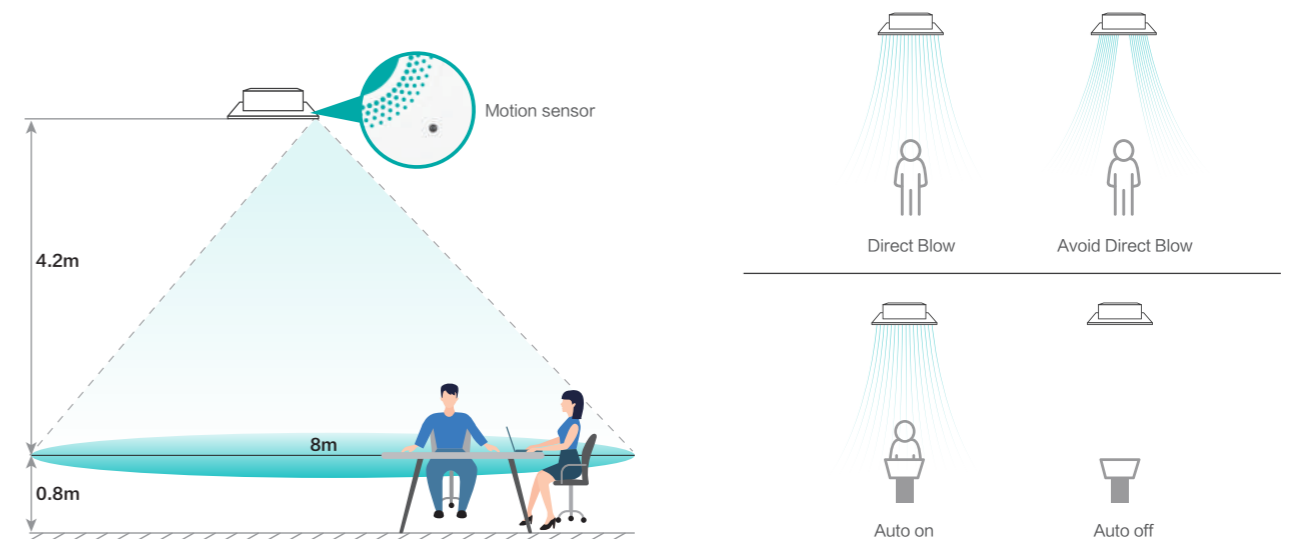 Motion sensor
4.2m
8m
0.8m
Direct Blow
Avoid Direct Blow
Auto on
Auto off